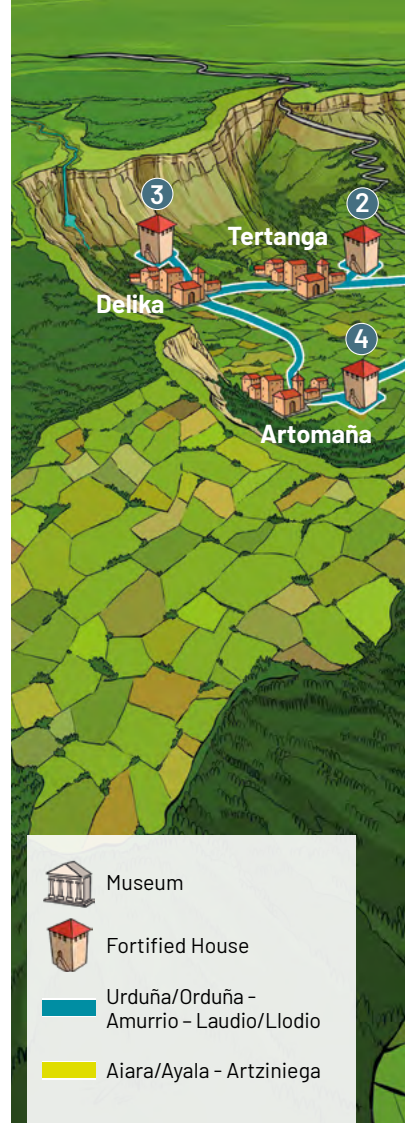 3
2
Tertanga
Delika
4
Artomaña
Museum
Fortified House
Urduña/Orduña -
Amurrio – Laudio/Llodio
Aiara/Ayala - Artziniega